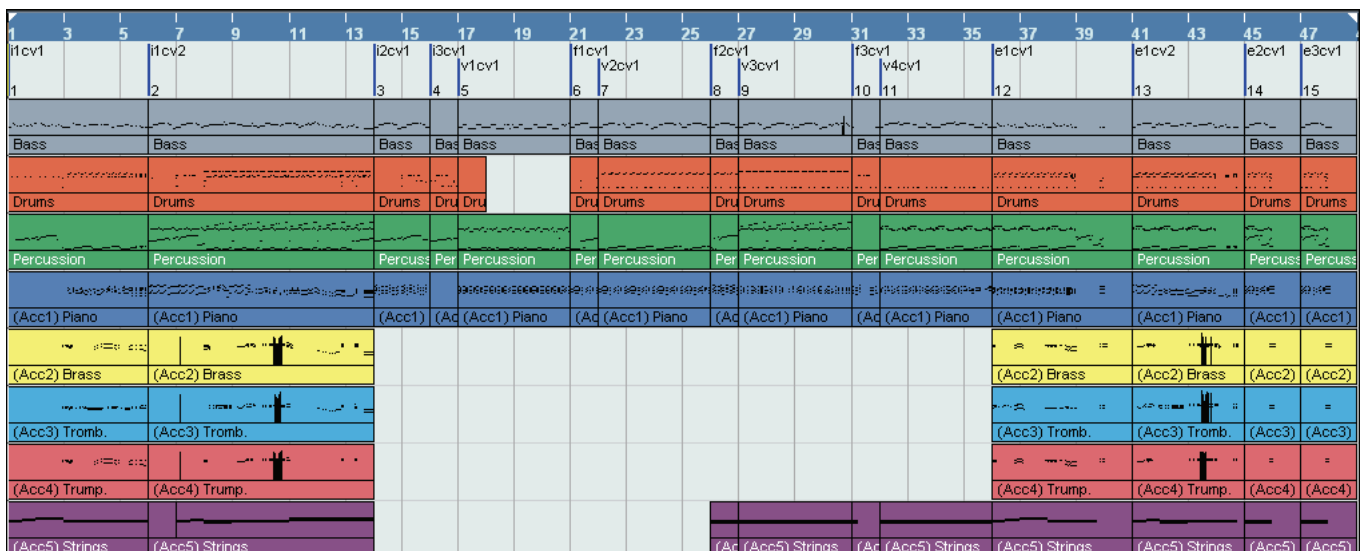 1 3 5 7 9 11 13 15 17 19 21 23 25 27 29 31 33 35 37 39 41 43 45 47
i1cv1 i1cv2 i2cv1 i3cv1 f1cv1 f2cv1 f3cv1 e1cv1 e1cv2 e2cv1 e3cv1
v1cv1 v2cv1 v3cv1 v4cv1
1 2 3 4 5 6 7 8 9 10 11 12 13 14 15
Bass Bass Bass Bas Bass Bas Bass Bas Bass Bas Bass Bass Bass Bass Bass
Drums Drums Drums Dru Dru Dru Drums Dru Drums Dru Drums Drums Drums Drums Drums
Percussion Percussion Percuss Per Percussion Per Percussion Per Percussion Per Percussion Percussion Percussion Percuss Percuss
(Acc1) Piano (Acc1) Piano (Acc1) (Ac (Acc1) Piano (Ac (Acc1) Piano (Ac (Acc1) Piano (Ac (Acc1) Piano (Acc1) Piano (Acc1) Piano (Acc1) (Acc1)
(Acc2) Brass (Acc2) Brass (Acc2) Brass (Acc2) Brass (Acc2) (Acc2)
(Acc3) Tromb. (Acc3) Tromb. (Acc3) Tromb. (Acc3) Tromb. (Acc3) (Acc3)
(Acc4) Trump. (Acc4) Trump. (Acc4) Trump. (Acc4) Trump. (Acc4) (Acc4)
(Acc5) Strings (Acc5) Strings (Ac (Acc5) Strings (Ac (Acc5) Strings (Acc5) Strings (Acc5) Strings (Acc5) (Acc5)